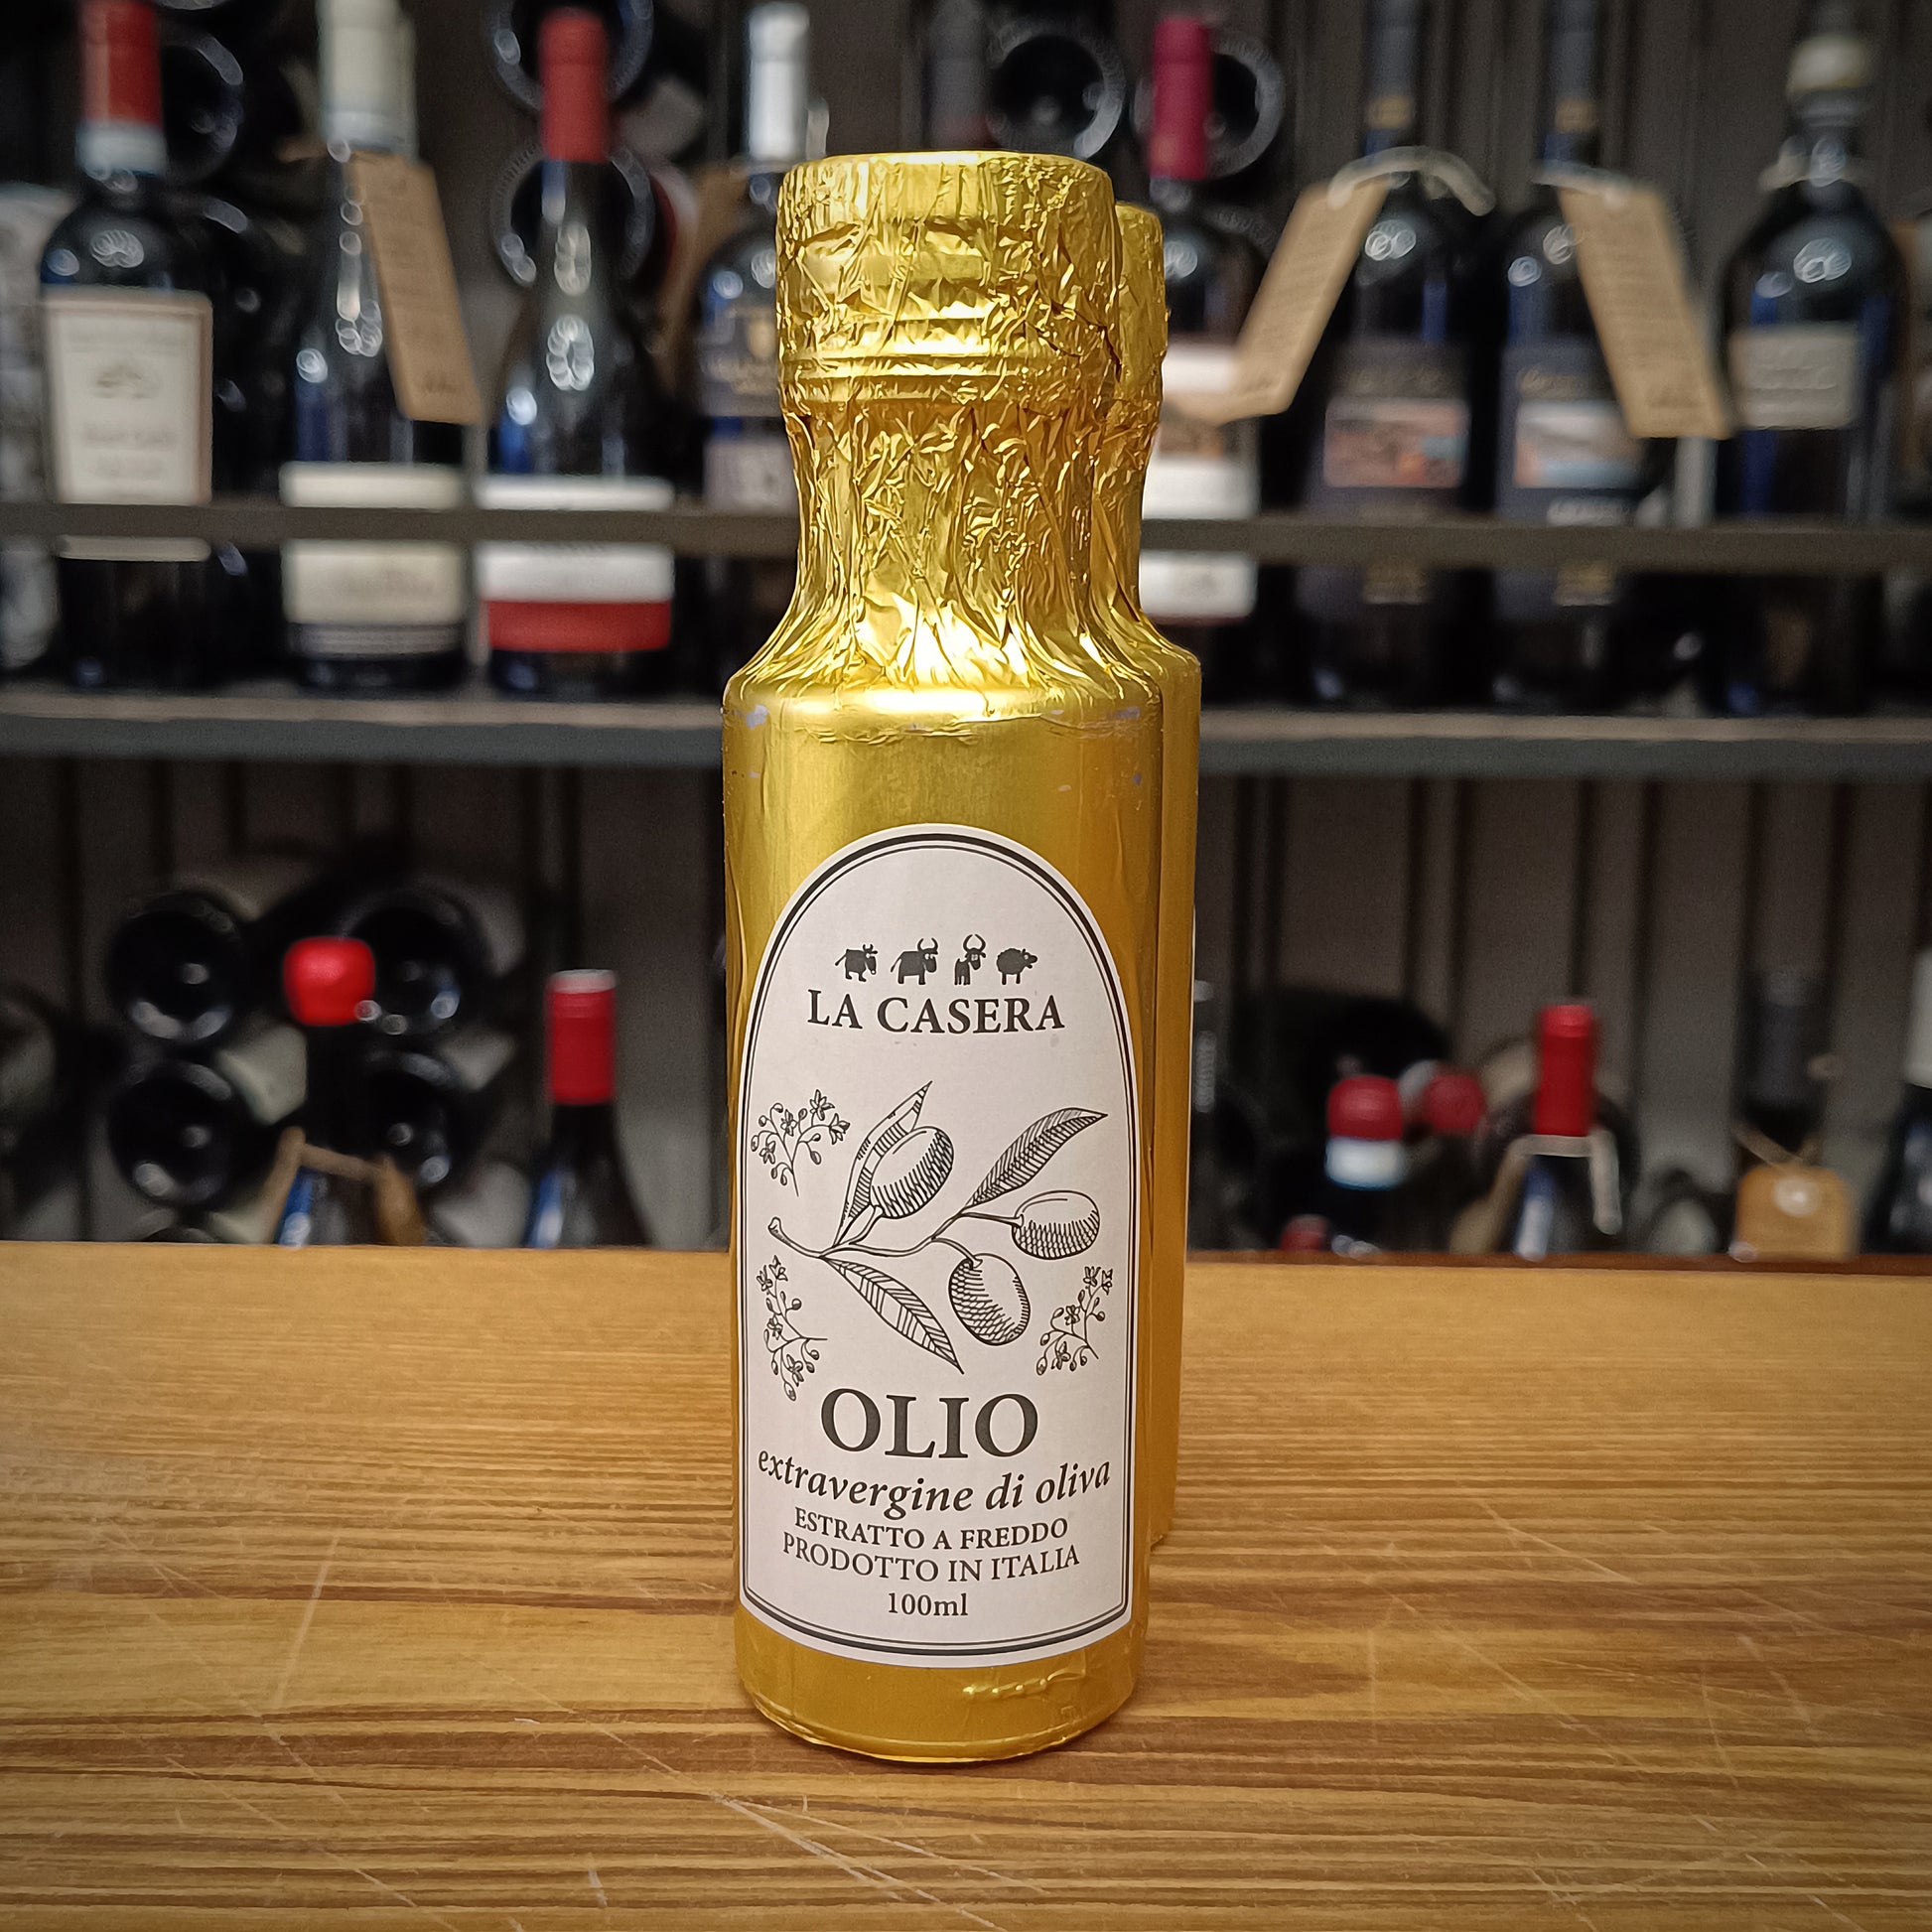 LA CASERA
OLIO
extravergine di oliva
ESTRATTO A FREDDO
PRODOTTO IN ITALIA
100ml